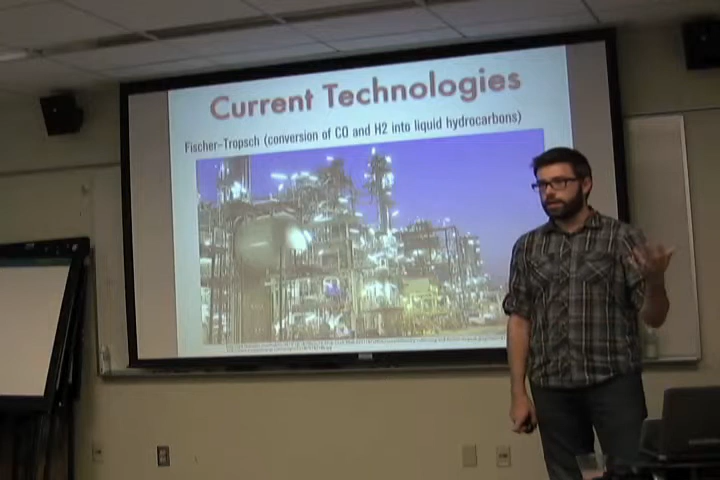 Current Technologies
Fischer-Tropsch (conversion of CO and H2 into liquid hydrocarbons)